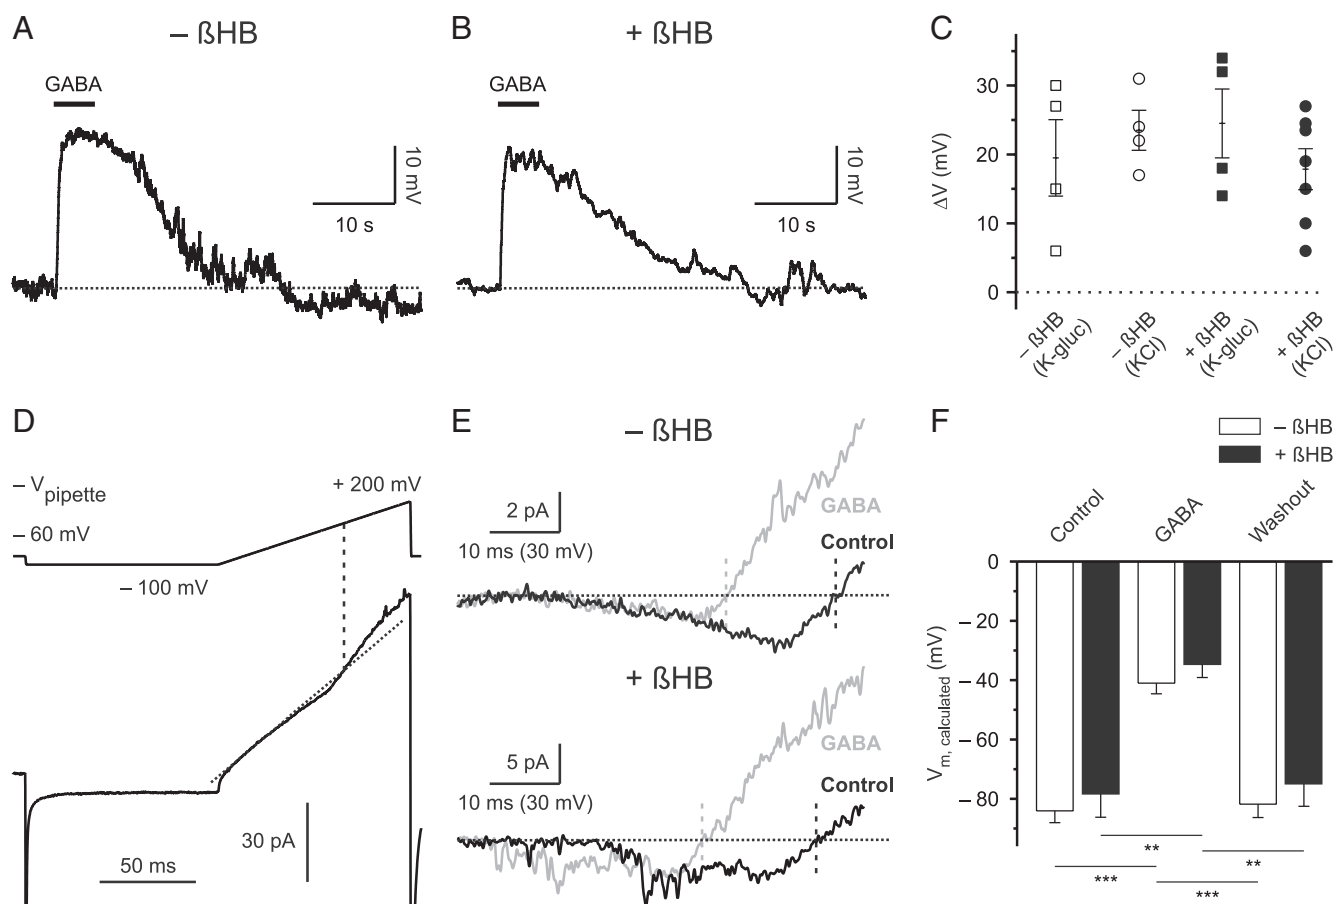 A
– ßHB
GABA
10 mV
10 s
B
+ ßHB
GABA
10 mV
10 s
C
ΔV (mV)
30
20
10
0
– ßHB
(K-gluc)
– ßHB
(KCl)
+ ßHB
(K-gluc)
+ ßHB
(KCl)
D
– Vpipette
+ 200 mV
– 60 mV
– 100 mV
30 pA
50 ms
E
– ßHB
2 pA
10 ms (30 mV)
GABA
Control
+ ßHB
5 pA
10 ms (30 mV)
GABA
Control
F
– ßHB
+ ßHB
Control
GABA
Washout
Vm, calculated (mV)
0
– 20
– 40
– 60
– 80
**
**
***
***